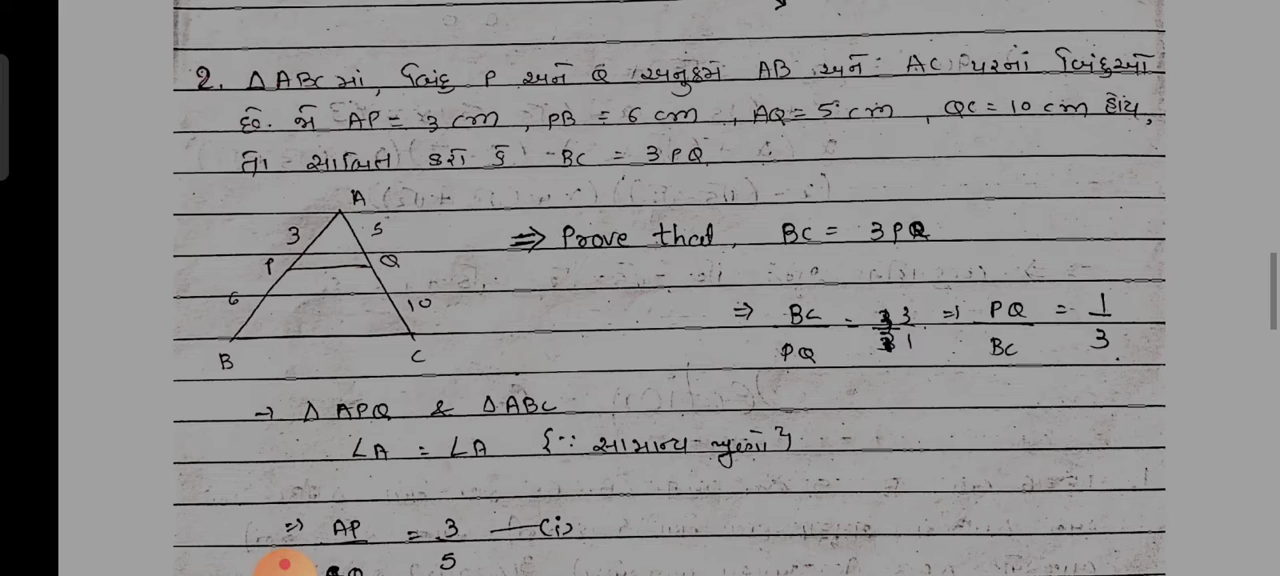 2. △ABC માં, બિંદુ P અને Q અનુક્રમે AB અને AC પરનાં બિંદુઓ
છે. જો AP = 3 cm, PB = 6 cm, AQ = 5 cm, QC = 10 cm હોય,
તો સાબિત કરો કે BC = 3PQ
A
3 5
P Q
6 10
B C
⇒ Prove that, BC = 3PQ
⇒ BC/PQ = 3/1 ⇒ PQ/BC = 1/3
→ △APQ & △ABC
∠A = ∠A {∵ સામાન્ય ખૂણો}
⇒ AP = 3 —(i)
5